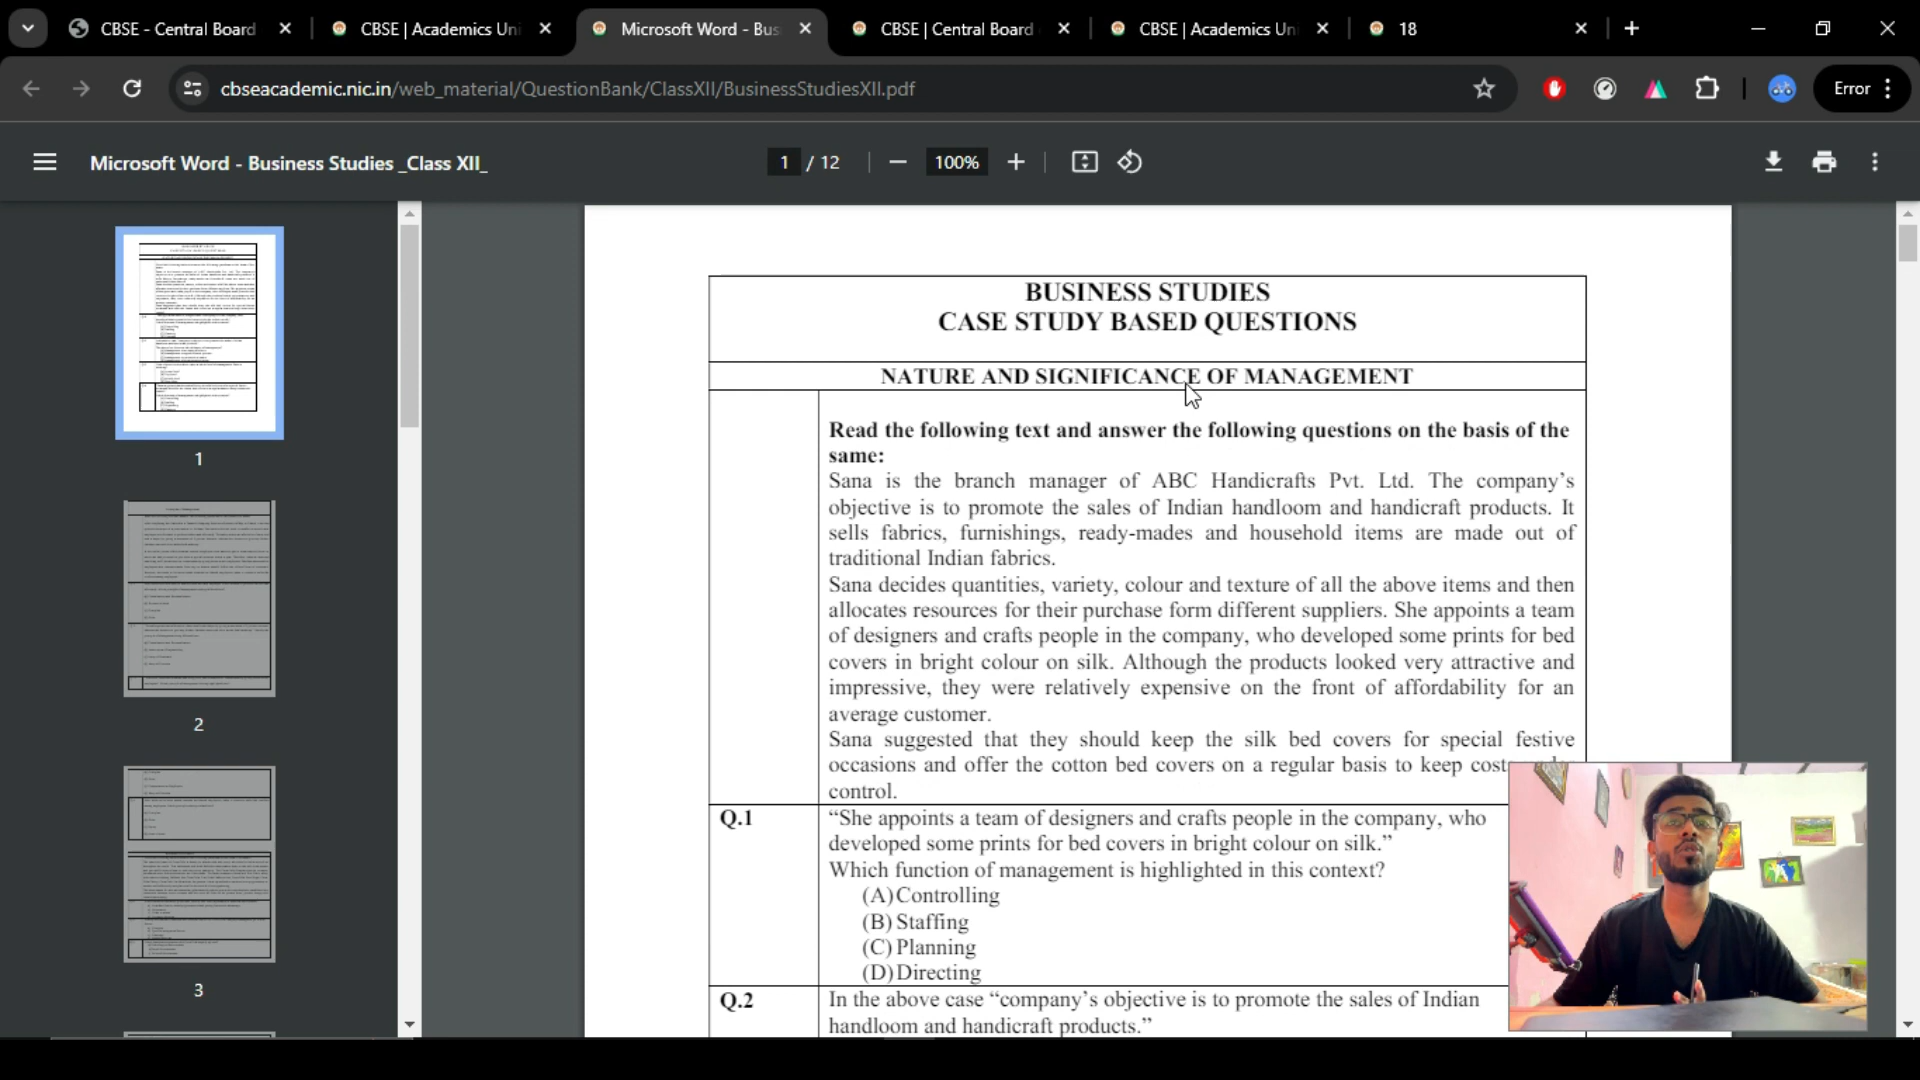 CBSE - Central Board
CBSE | Academics Uni
Microsoft Word - Bus
CBSE | Central Board
CBSE | Academics Uni
18
cbseacademic.nic.in/web_material/QuestionBank/ClassXII/BusinessStudiesXII.pdf
Error
Microsoft Word - Business Studies _Class XII_
1 / 12
100%
1
2
3
BUSINESS STUDIES
CASE STUDY BASED QUESTIONS
NATURE AND SIGNIFICANCE OF MANAGEMENT
Read the following text and answer the following questions on the basis of the
same:
Sana is the branch manager of ABC Handicrafts Pvt. Ltd. The company's
objective is to promote the sales of Indian handloom and handicraft products. It
sells fabrics, furnishings, ready-mades and household items are made out of
traditional Indian fabrics.
Sana decides quantities, variety, colour and texture of all the above items and then
allocates resources for their purchase form different suppliers. She appoints a team
of designers and crafts people in the company, who developed some prints for bed
covers in bright colour on silk. Although the products looked very attractive and
impressive, they were relatively expensive on the front of affordability for an
average customer.
Sana suggested that they should keep the silk bed covers for special festive
occasions and offer the cotton bed covers on a regular basis to keep
control.
Q.1
“She appoints a team of designers and crafts people in the company, who
developed some prints for bed covers in bright colour on silk.”
Which function of management is highlighted in this context?
(A) Controlling
(B) Staffing
(C) Planning
(D) Directing
Q.2
In the above case “company's objective is to promote the sales of Indian
handloom and handicraft products.”